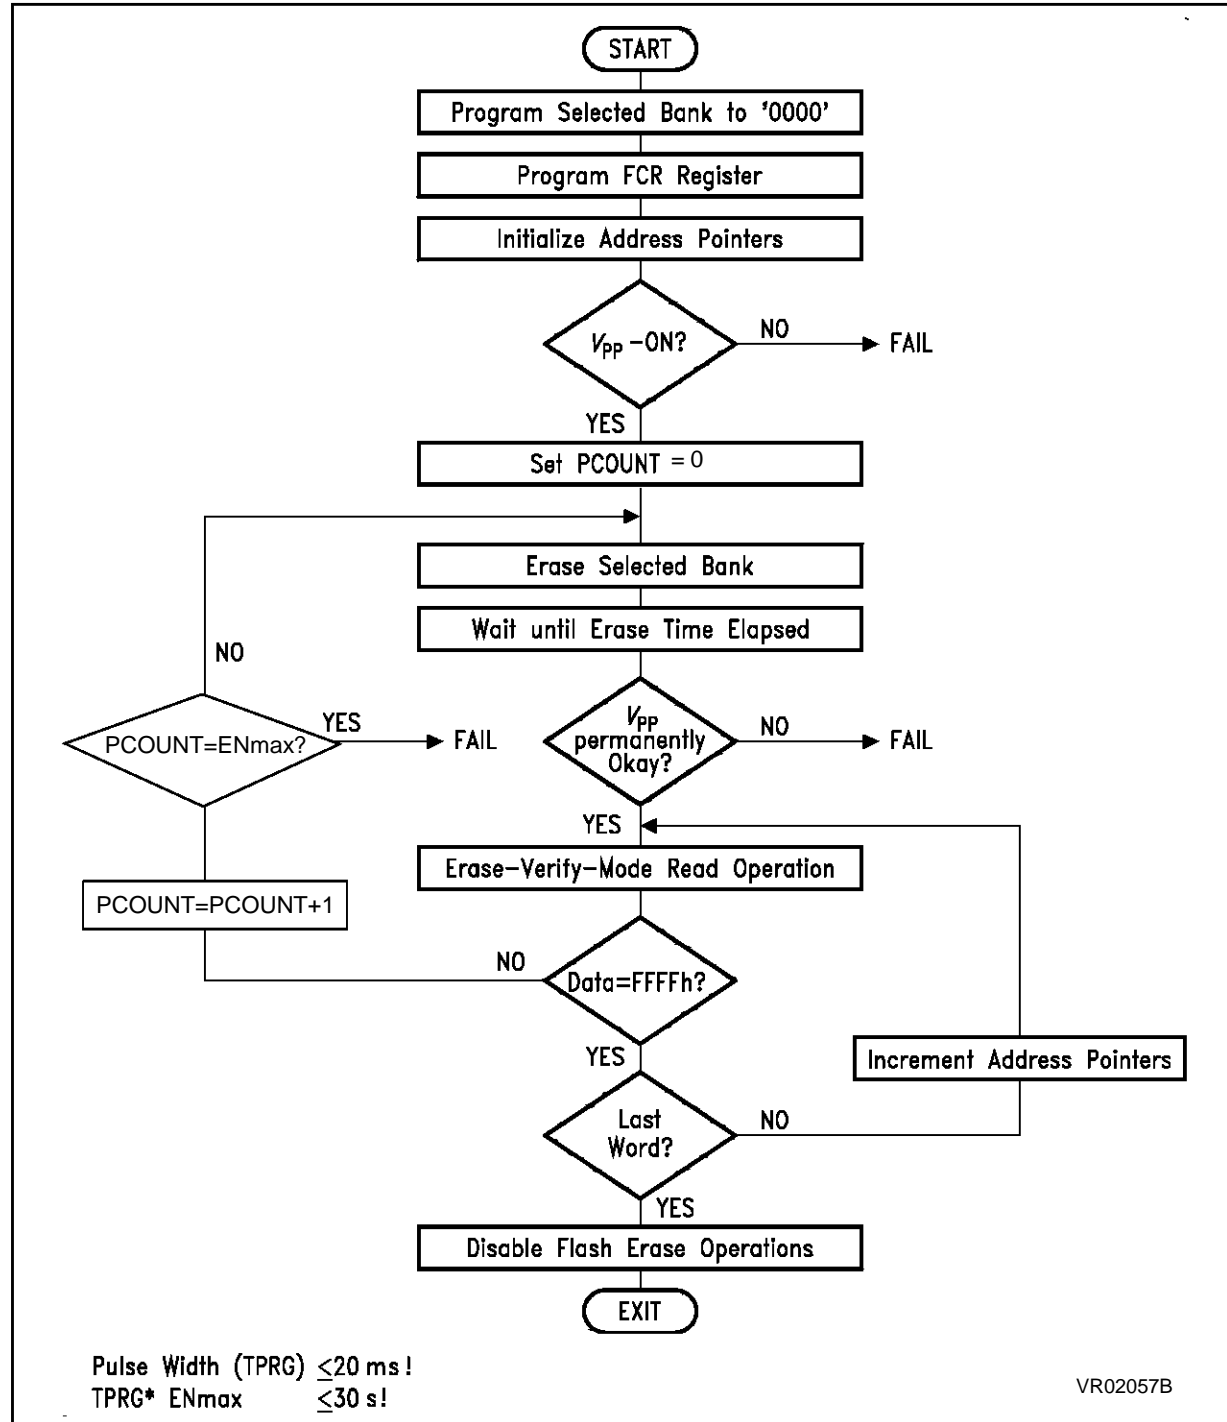 START
Program Selected Bank to '0000'
Program FCR Register
Initialize Address Pointers
VPP -ON?
NO
FAIL
YES
Set PCOUNT = 0
Erase Selected Bank
Wait until Erase Time Elapsed
NO
PCOUNT=ENmax?
YES
FAIL
VPP
permanently
Okay?
NO
FAIL
YES
Erase-Verify-Mode Read Operation
PCOUNT=PCOUNT+1
NO
Data=FFFFh?
YES
Increment Address Pointers
Last
Word?
NO
YES
Disable Flash Erase Operations
EXIT
Pulse Width (TPRG) ≤20 ms!
TPRG* ENmax ≤30 s!
VR02057B